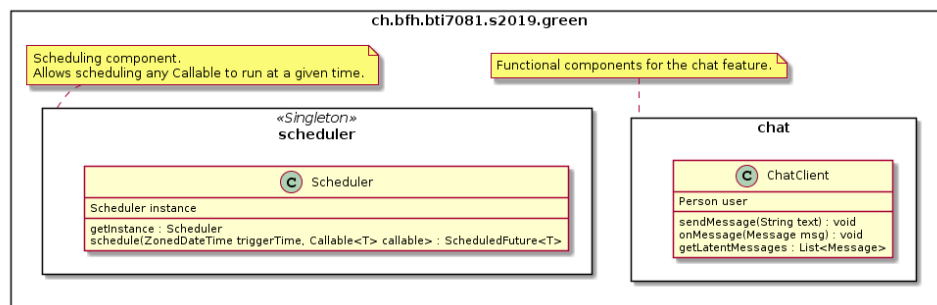 ch.bfh.bti7081.s2019.green
Scheduling component.
Allows scheduling any Callable to run at a given time.
Functional components for the chat feature.
«Singleton»
scheduler
C Scheduler
Scheduler instance
getInstance : Scheduler
schedule(ZonedDateTime triggerTime, Callable<T> callable> : ScheduledFuture<T>
chat
C ChatClient
Person user
sendMessage(String text) : void
onMessage(Message msg) : void
getLatentMessages : List<Message>